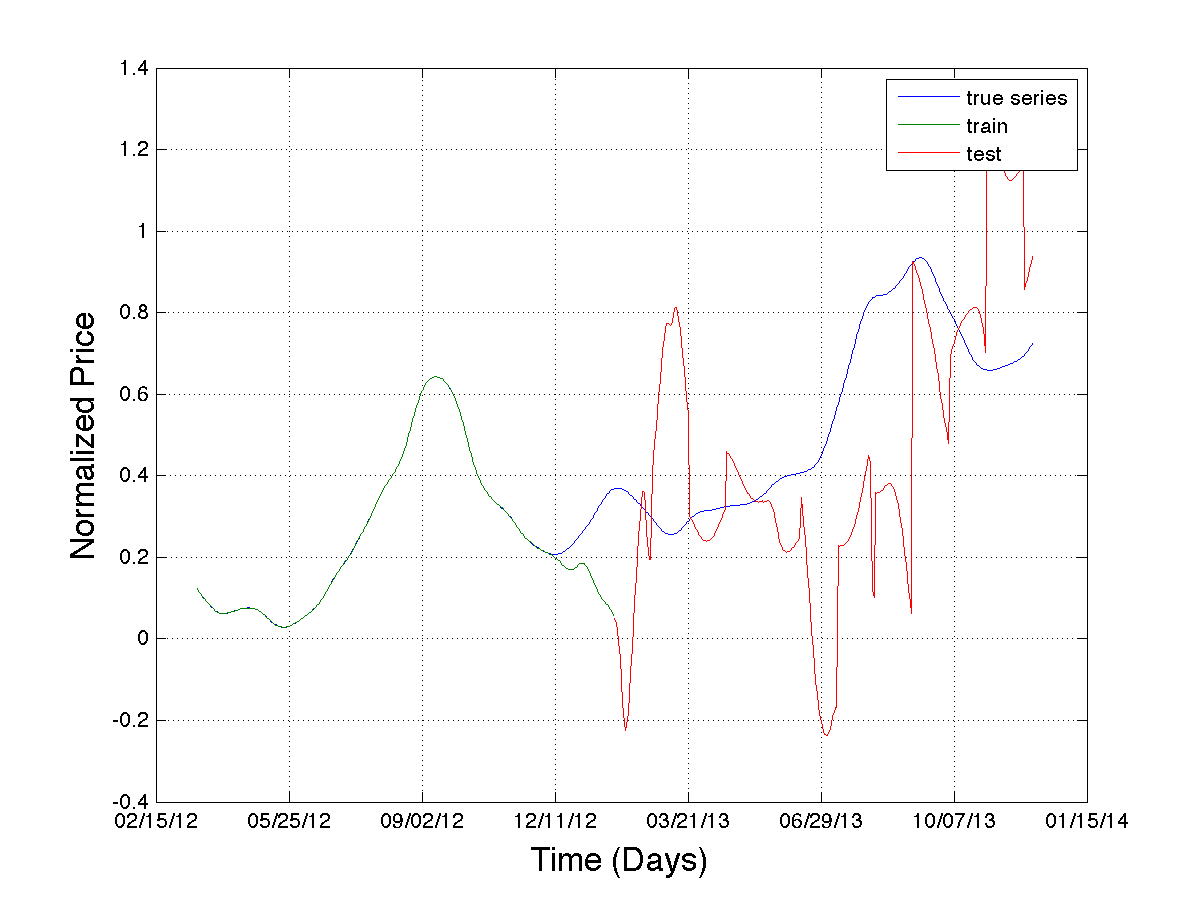 1.4
1.2
1
0.8
0.6
0.4
0.2
0
-0.2
-0.4
Normalized Price
true series
train
test
02/15/12 05/25/12 09/02/12 12/11/12 03/21/13 06/29/13 10/07/13 01/15/14
Time (Days)